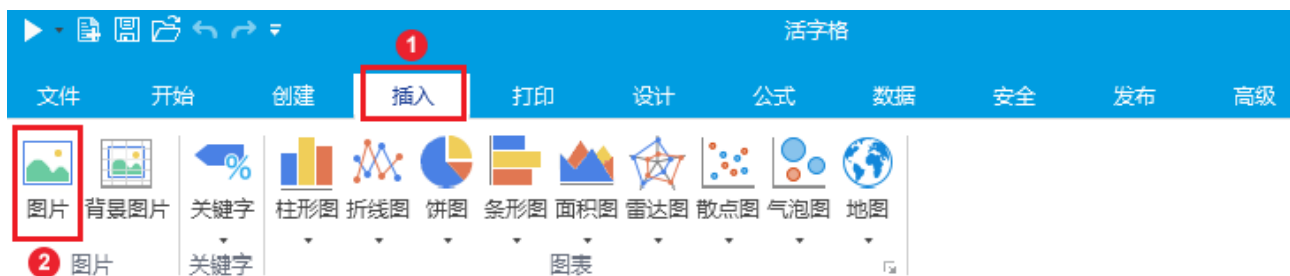 活字格
1
文件 开始 创建 插入 打印 设计 公式 数据 安全 发布 高级
%
图片 背景图片 关键字 柱形图 折线图 饼图 条形图 面积图 雷达图 散点图 气泡图 地图
2 图片 关键字 图表